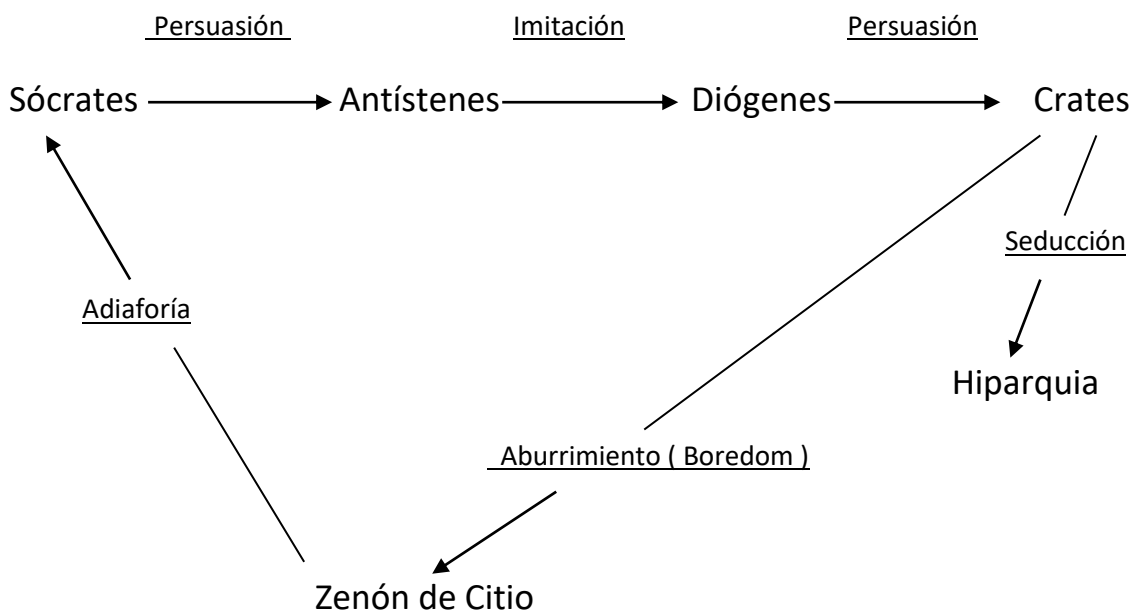 Persuasión Imitación Persuasión
Sócrates Antístenes Diógenes Crates
Seducción
Adiaforía
Hiparquia
Aburrimiento ( Boredom )
Zenón de Citio